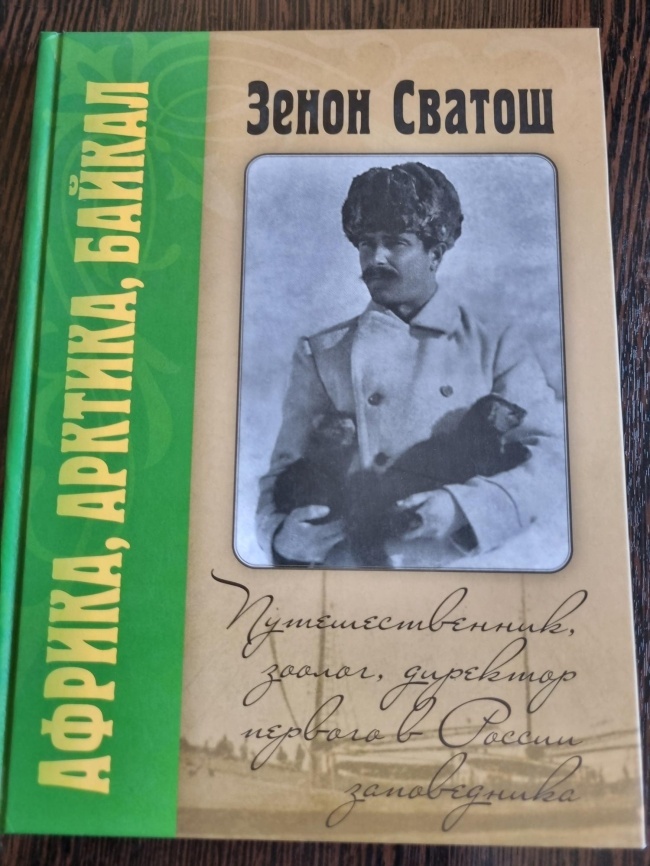 Зенон Сватош
АФРИКА, АРКТИКА, БАЙКАЛ
Путешественник,
зоолог, директор
первого в России
заповедника